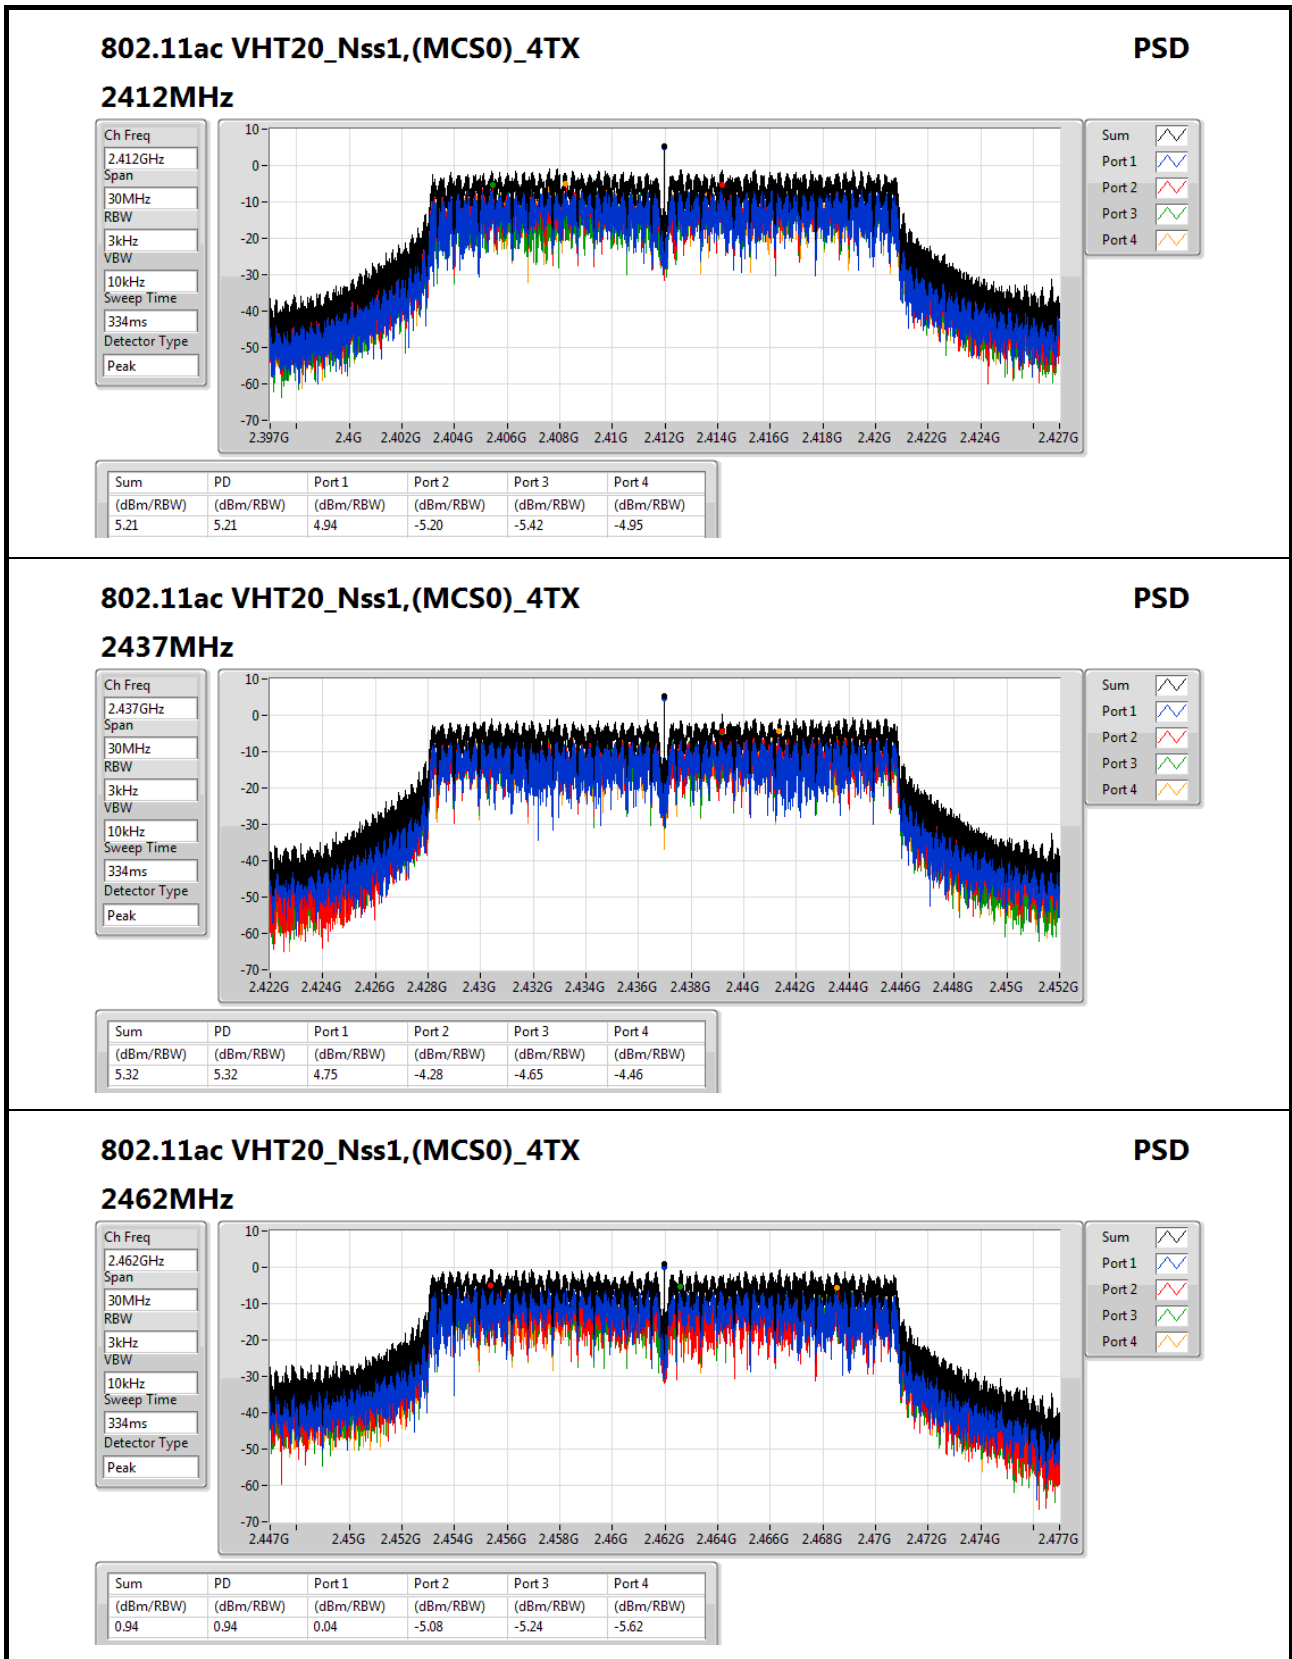 802.11ac VHT20_Nss1,(MCS0)_4TX PSD
2412MHz
Ch Freq
2.412GHz
Span
30MHz
RBW
3kHz
VBW
10kHz
Sweep Time
334ms
Detector Type
Peak
10
0
-10
-20
-30
-40
-50
-60
-70
2.397G 2.4G 2.402G 2.404G 2.406G 2.408G 2.41G 2.412G 2.414G 2.416G 2.418G 2.42G 2.422G 2.424G 2.427G
Sum
Port 1
Port 2
Port 3
Port 4
Sum PD Port 1 Port 2 Port 3 Port 4
(dBm/RBW) (dBm/RBW) (dBm/RBW) (dBm/RBW) (dBm/RBW) (dBm/RBW)
5.21 5.21 4.94 -5.20 -5.42 -4.95
802.11ac VHT20_Nss1,(MCS0)_4TX PSD
2437MHz
Ch Freq
2.437GHz
Span
30MHz
RBW
3kHz
VBW
10kHz
Sweep Time
334ms
Detector Type
Peak
10
0
-10
-20
-30
-40
-50
-60
-70
2.422G 2.424G 2.426G 2.428G 2.430G 2.432G 2.434G 2.436G 2.438G 2.44G 2.442G 2.444G 2.446G 2.448G 2.45G 2.452G
Sum
Port 1
Port 2
Port 3
Port 4
Sum PD Port 1 Port 2 Port 3 Port 4
(dBm/RBW) (dBm/RBW) (dBm/RBW) (dBm/RBW) (dBm/RBW) (dBm/RBW)
5.32 5.32 4.75 -4.28 -4.65 -4.46
802.11ac VHT20_Nss1,(MCS0)_4TX PSD
2462MHz
Ch Freq
2.462GHz
Span
30MHz
RBW
3kHz
VBW
10kHz
Sweep Time
334ms
Detector Type
Peak
10
0
-10
-20
-30
-40
-50
-60
-70
2.447G 2.45G 2.452G 2.454G 2.456G 2.458G 2.46G 2.462G 2.464G 2.466G 2.468G 2.47G 2.472G 2.474G 2.477G
Sum
Port 1
Port 2
Port 3
Port 4
Sum PD Port 1 Port 2 Port 3 Port 4
(dBm/RBW) (dBm/RBW) (dBm/RBW) (dBm/RBW) (dBm/RBW) (dBm/RBW)
0.94 0.94 0.04 -5.08 -5.24 -5.62